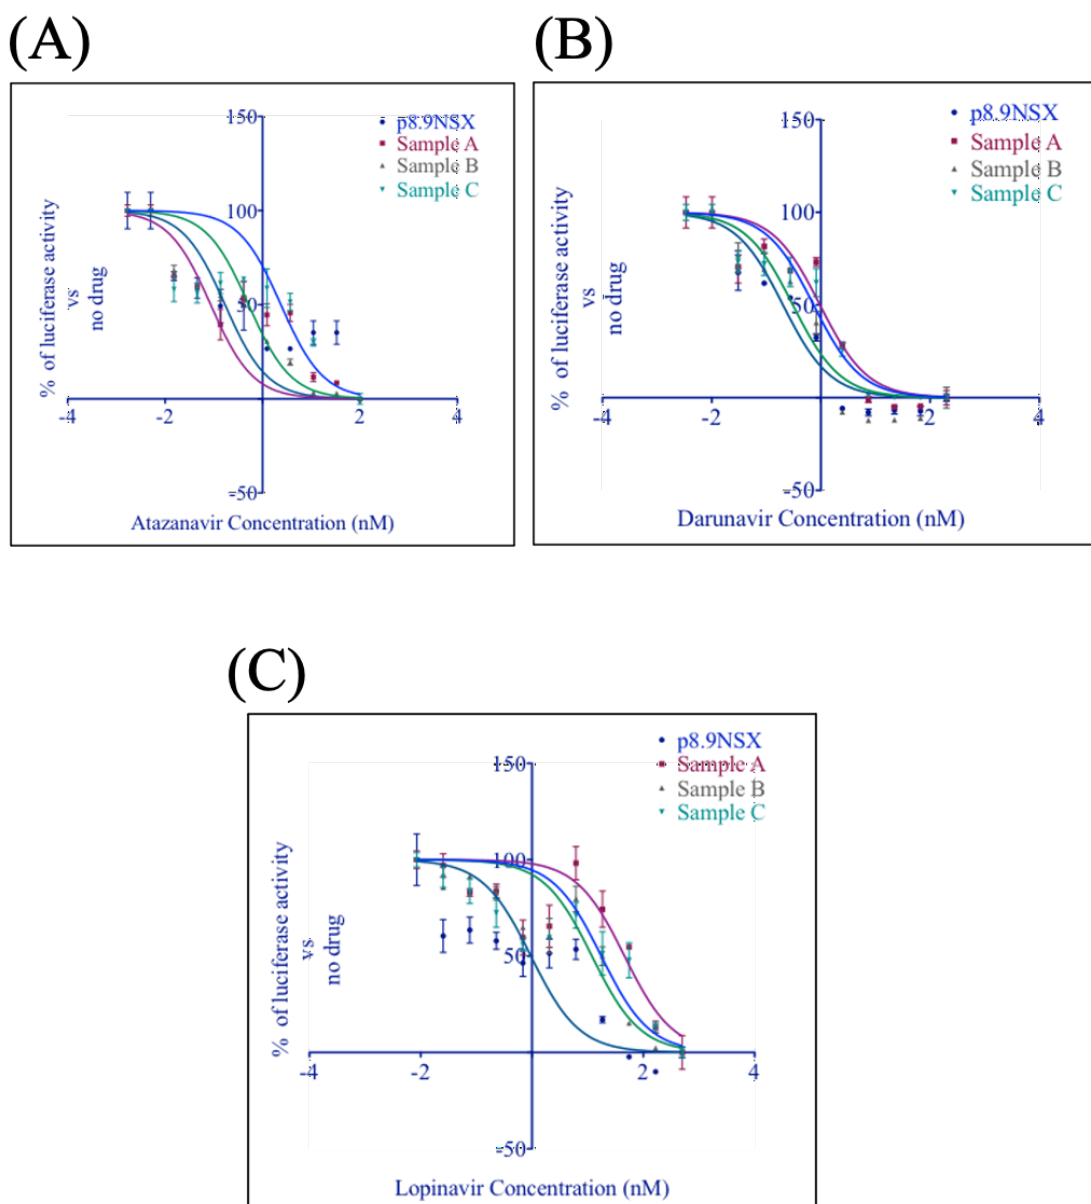 (A)
150
p8.9NSX
Sample A
Sample B
Sample C
100
50
-4
-2
0
2
4
-50
% of luciferase activity
vs
no drug
Atazanavir Concentration (nM)
(B)
150
p8.9NSX
Sample A
Sample B
Sample C
100
50
-4
-2
0
2
4
-50
% of luciferase activity
vs
no drug
Darunavir Concentration (nM)
(C)
150
p8.9NSX
Sample A
Sample B
Sample C
100
50
-4
-2
0
2
4
-50
% of luciferase activity
vs
no drug
Lopinavir Concentration (nM)